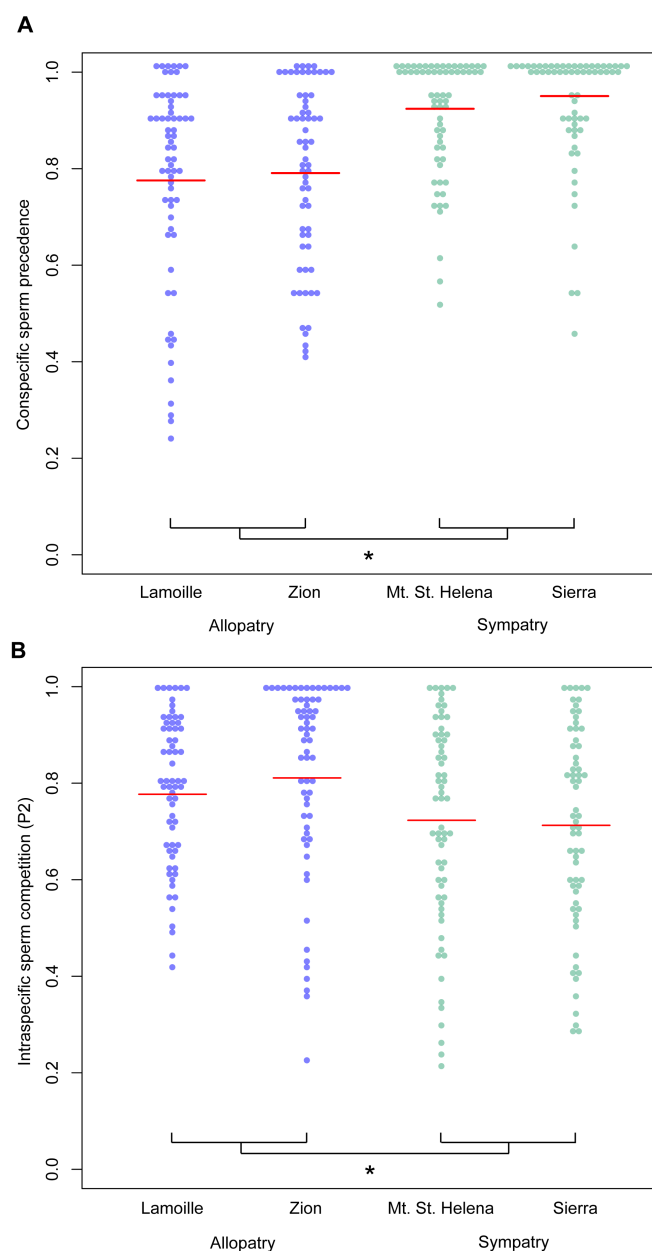 A
Conspecific sperm precedence
1.0
0.8
0.6
0.4
0.2
0.0
*
Lamoille Zion Mt. St. Helena Sierra
Allopatry Sympatry
B
Intraspecific sperm competition (P2)
1.0
0.8
0.6
0.4
0.2
0.0
*
Lamoille Zion Mt. St. Helena Sierra
Allopatry Sympatry